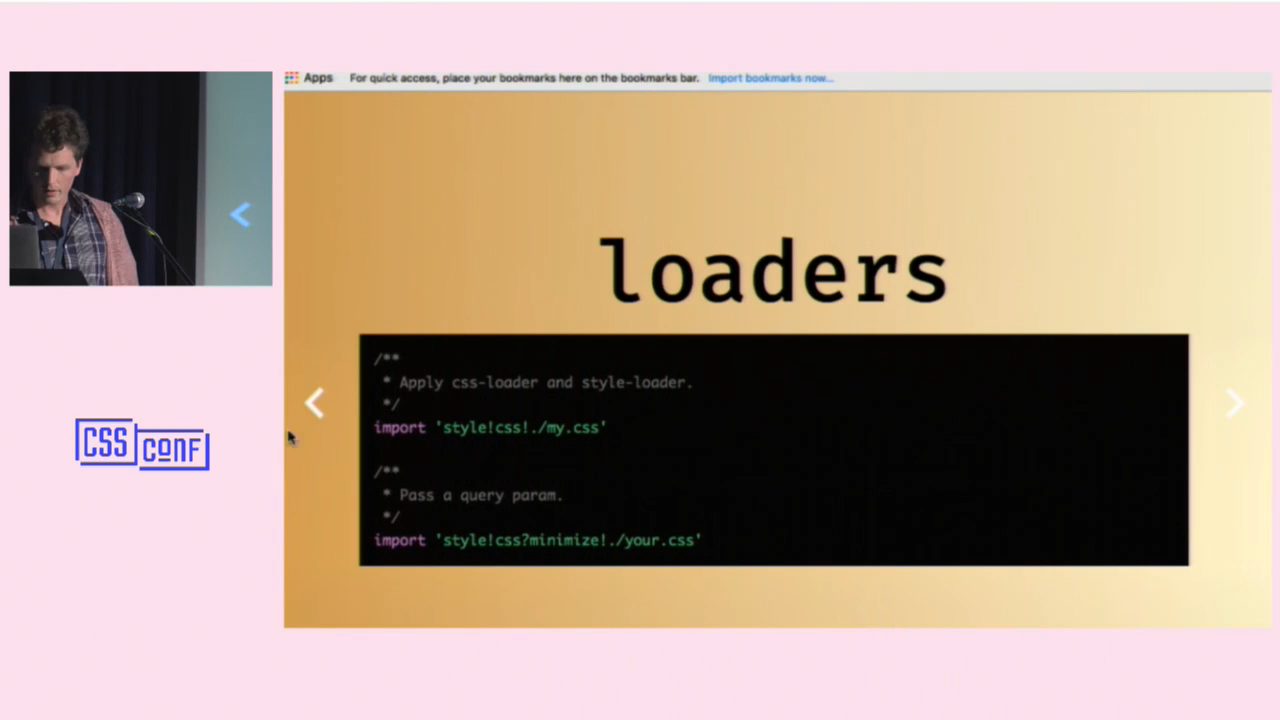 Apps For quick access, place your bookmarks here on the bookmarks bar. Import bookmarks now...
loaders
/**
* Apply css-loader and style-loader.
*/
import 'style!css!./my.css'
/**
* Pass a query param.
*/
import 'style!css?minimize!./your.css'
CSS
CONF